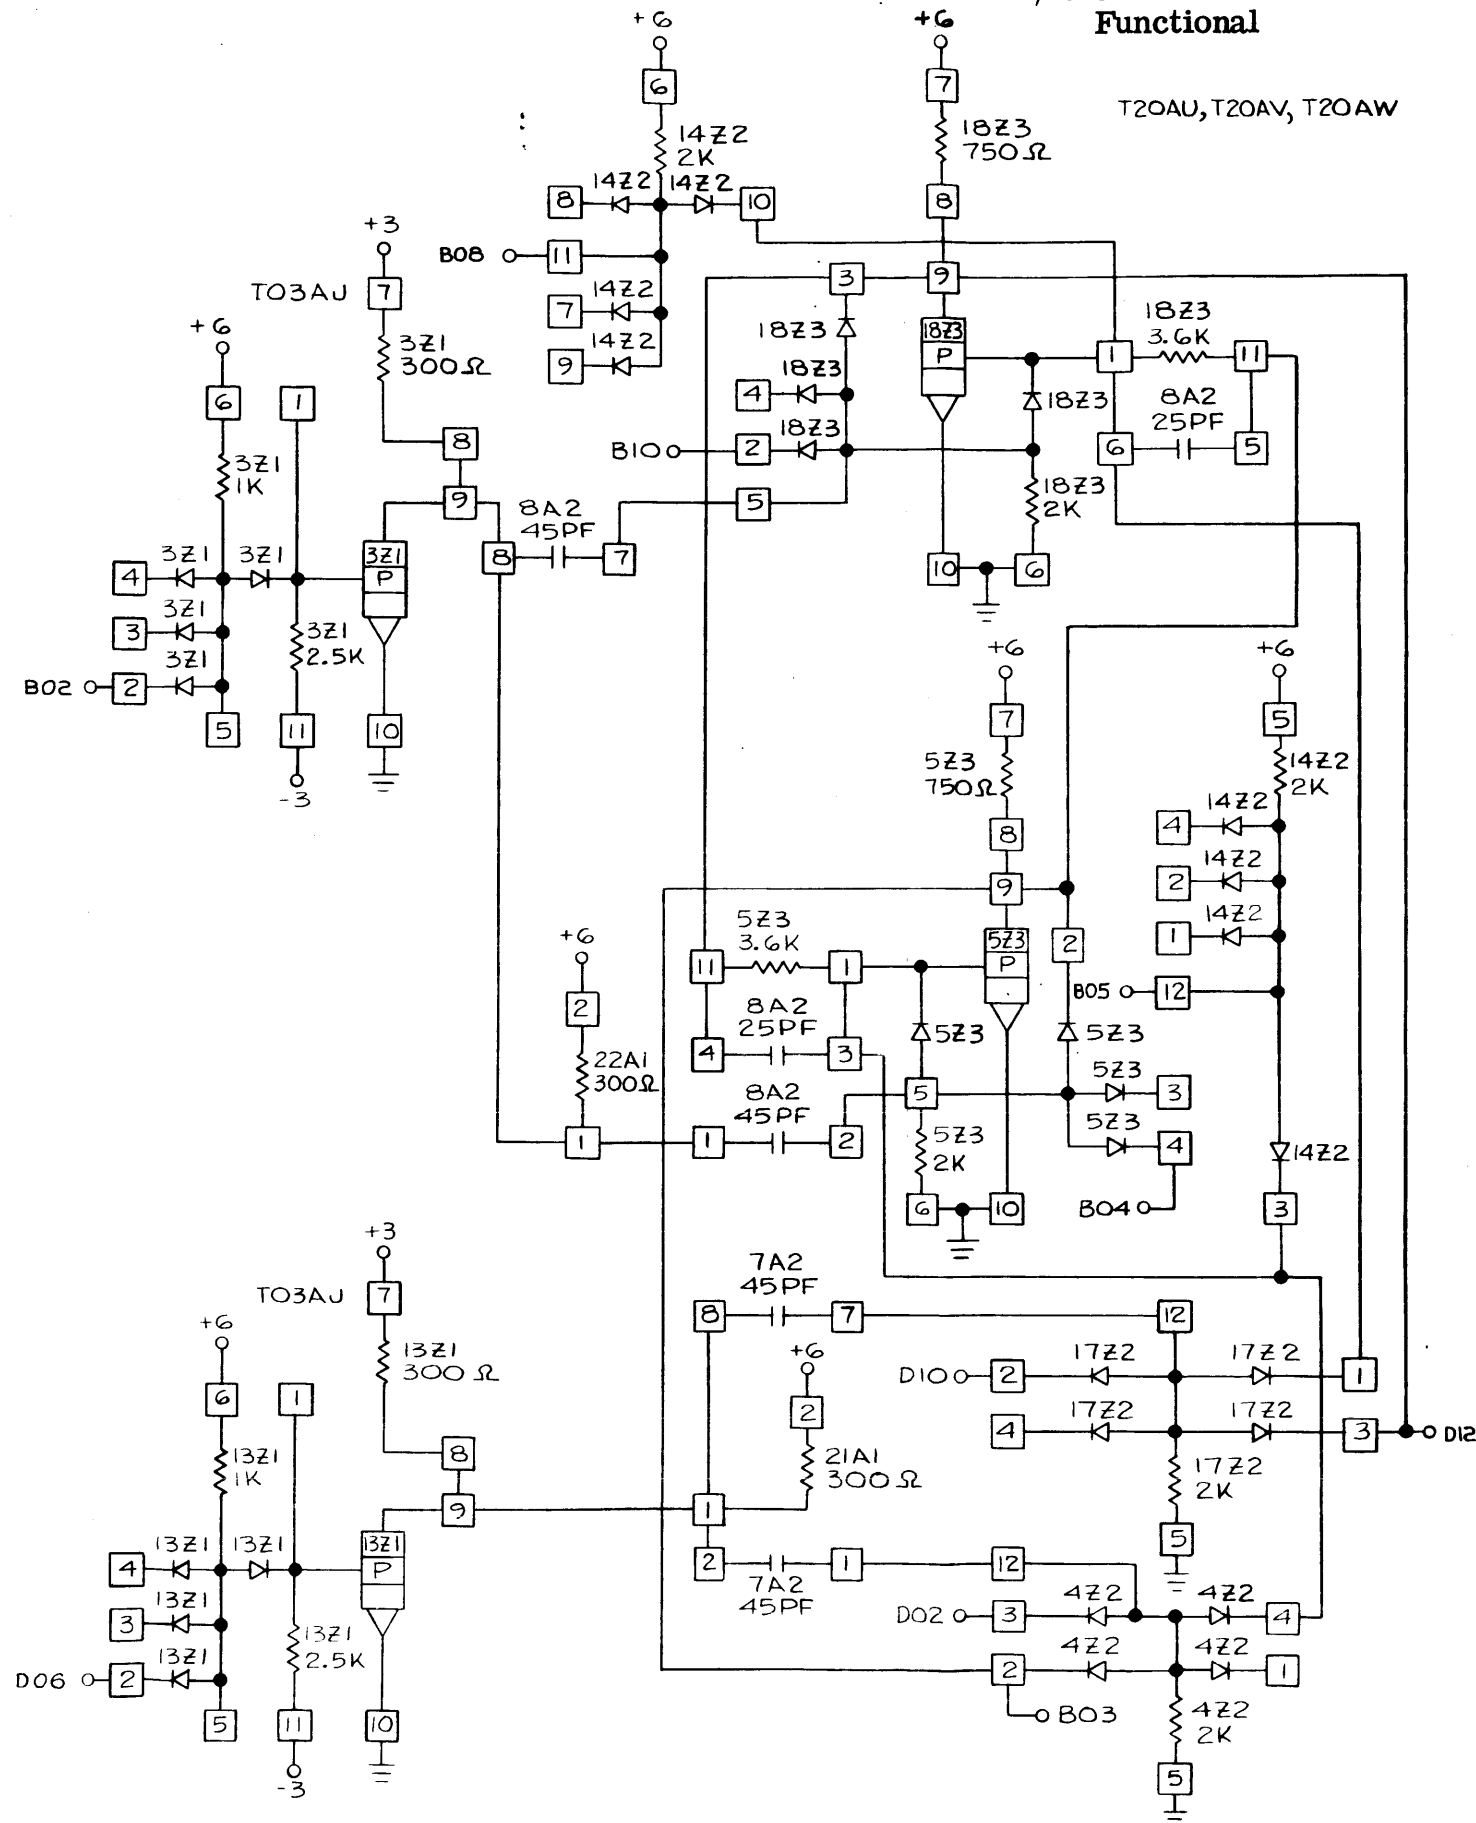 Functional
T20AU, T20AV, T20AW
+6
+6
6
7
14Z2
2K
18Z3
750Ω
14Z2
14Z2
8
10
8
+3
B08
11
TO3AU
7
3
9
14Z2
7
18Z3
18Z3
3.6K
+6
3Z1
300Ω
14Z2
9
18Z3
P
1
11
18Z3
4
18Z3
8A2
25PF
6
1
18Z3
B10
2
6
5
8
3Z1
1K
18Z3
2K
9
8A2
45PF
5
3Z1
P
8
7
3Z1
3Z1
4
10
6
3Z1
3
3Z1
2.5K
3Z1
B02
2
+6
+6
5
11
10
7
5
-3
5Z3
750Ω
14Z2
2K
14Z2
4
8
14Z2
2
9
5Z3
3.6K
14Z2
1
+6
5Z3
P
2
11
1
B05
12
2
8A2
25PF
5Z3
5Z3
4
3
22A1
300Ω
5Z3
3
8A2
45PF
5
5Z3
4
1
1
2
5Z3
2K
14Z2
6
10
B04
3
+3
7A2
45PF
TO3AU
7
8
7
12
+6
13Z1
300Ω
+6
17Z2
17Z2
D10
2
1
6
1
2
17Z2
17Z2
4
3
D12
8
13Z1
1K
21A1
300Ω
17Z2
2K
9
1
13Z1
P
5
13Z1
13Z1
4
2
7A2
45PF
1
12
13Z1
3
4Z2
4Z2
D02
3
4
13Z1
2.5K
13Z1
4Z2
4Z2
D06
2
2
1
5
11
10
B03
4Z2
2K
-3
5